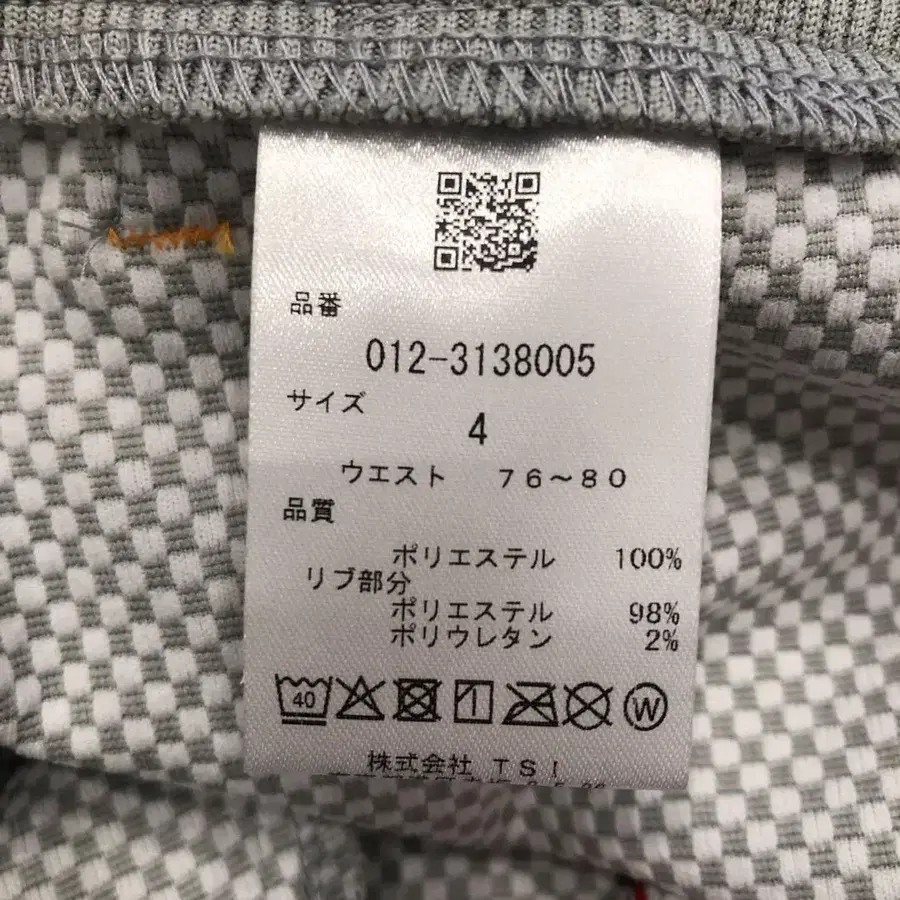 品番
012-3138005
サイズ
4
ウエスト 76~80
品質
ポリエステル 100%
リブ部分
ポリエステル 98%
ポリウレタン 2%
40
W
株式会社 TSI